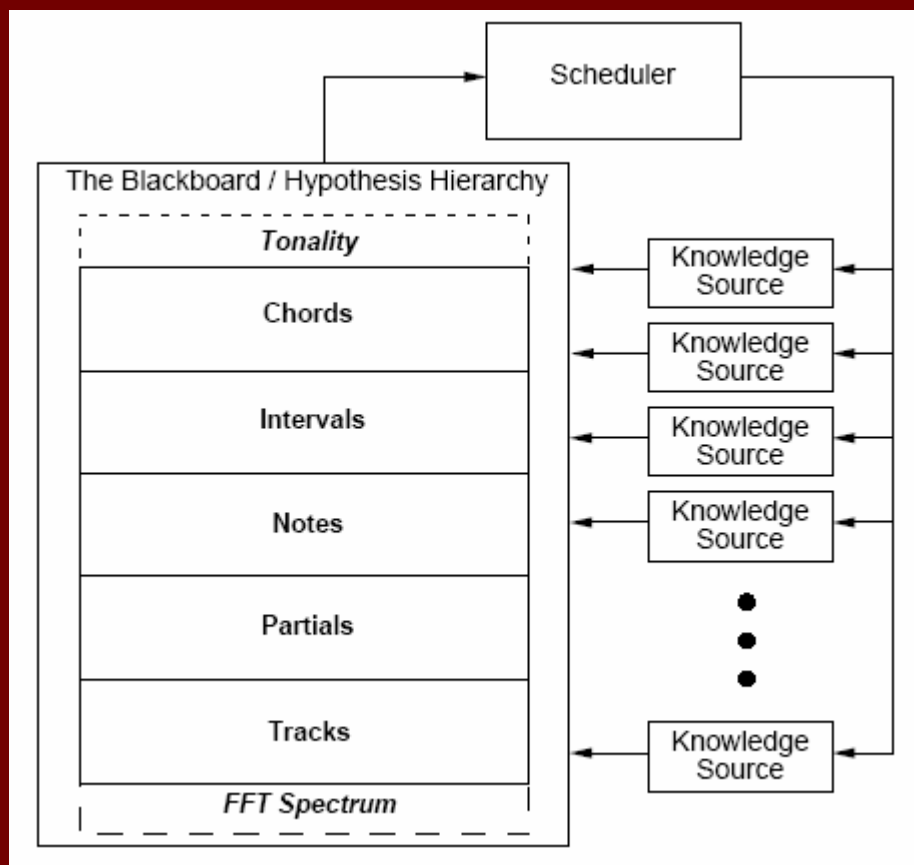 Scheduler
The Blackboard / Hypothesis Hierarchy
Tonality
Chords
Intervals
Notes
Partials
Tracks
FFT Spectrum
Knowledge
Source
Knowledge
Source
Knowledge
Source
Knowledge
Source
Knowledge
Source